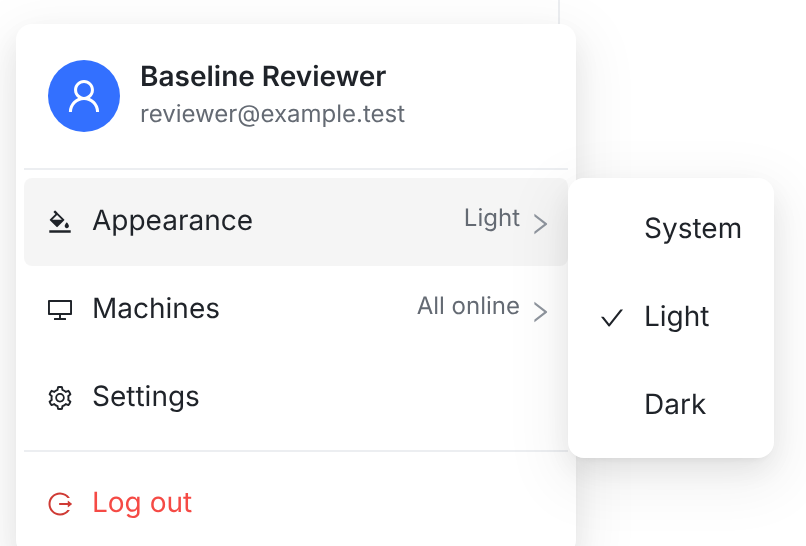 Baseline Reviewer
reviewer@example.test
Appearance Light
Machines All online
Settings
Log out
System
Light
Dark